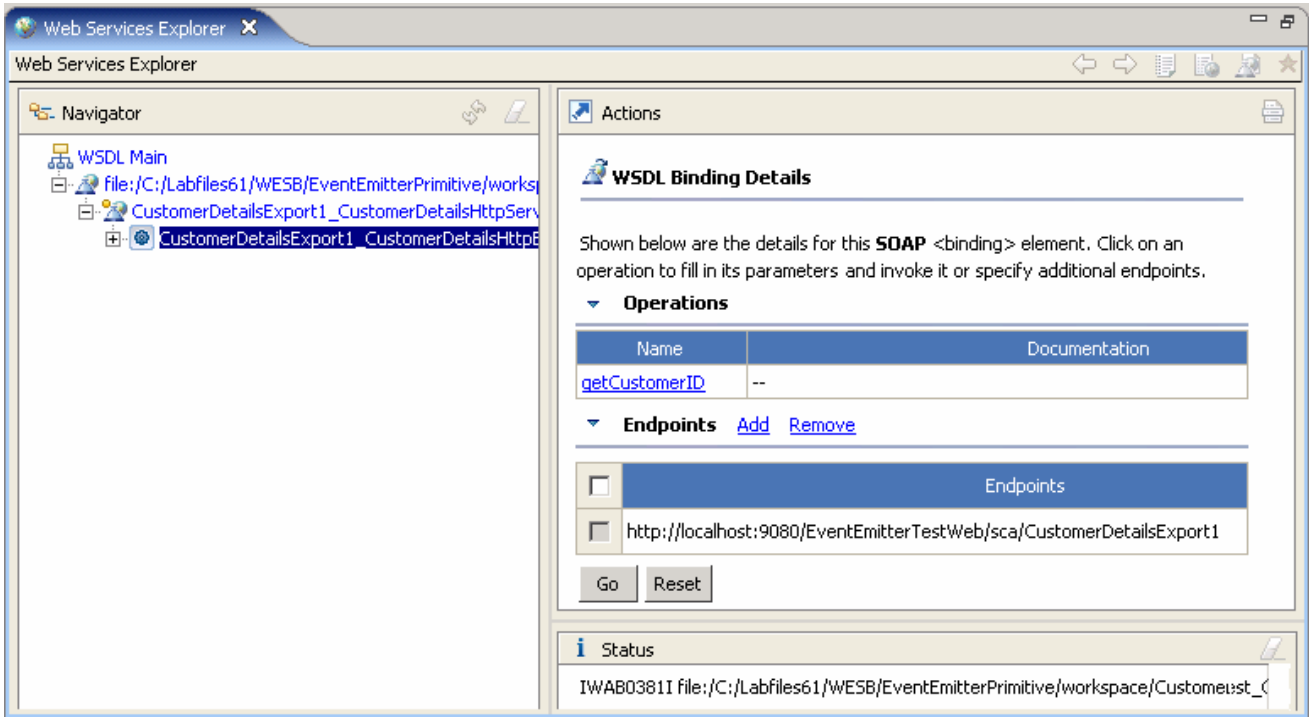 Web Services Explorer
Web Services Explorer
Navigator
WSDL Main
file:/C:/Labfiles61/WESB/EventEmitterPrimitive/works
CustomerDetailsExport1_CustomerDetailsHttpServ
CustomerDetailsExport1_CustomerDetailsHttpE
Actions
WSDL Binding Details
Shown below are the details for this SOAP <binding> element. Click on an
operation to fill in its parameters and invoke it or specify additional endpoints.
Operations
Name Documentation
getCustomerID --
Endpoints Add Remove
Endpoints
http://localhost:9080/EventEmitterTestWeb/sca/CustomerDetailsExport1
Go Reset
i Status
IWAB0381I file:/C:/Labfiles61/WESB/EventEmitterPrimitive/workspace/Custome